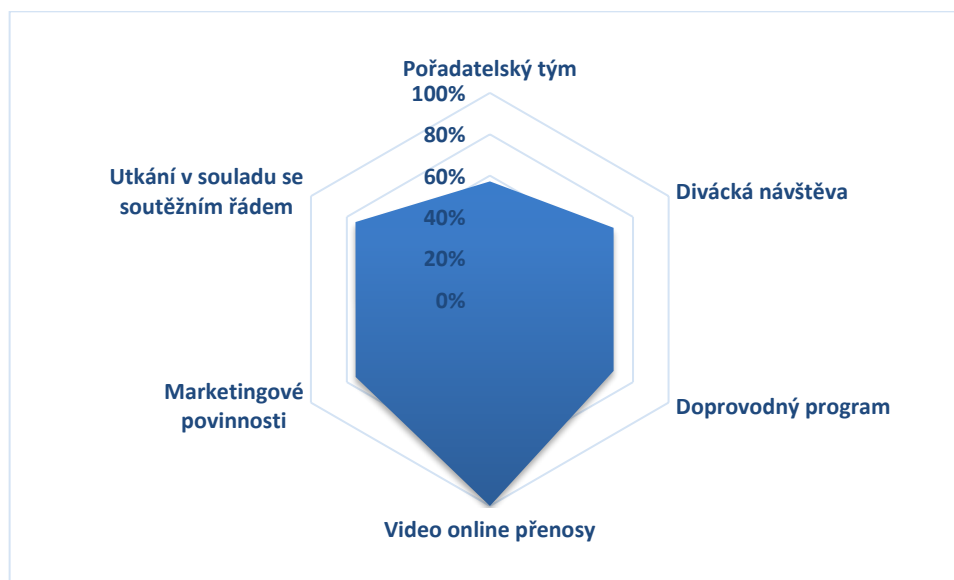 Pořadatelský tým
100%
80%
60%
40%
20%
0%
Divácká návštěva
Doprovodný program
Video online přenosy
Marketingové
povinnosti
Utkání v souladu se
soutěžním řádem